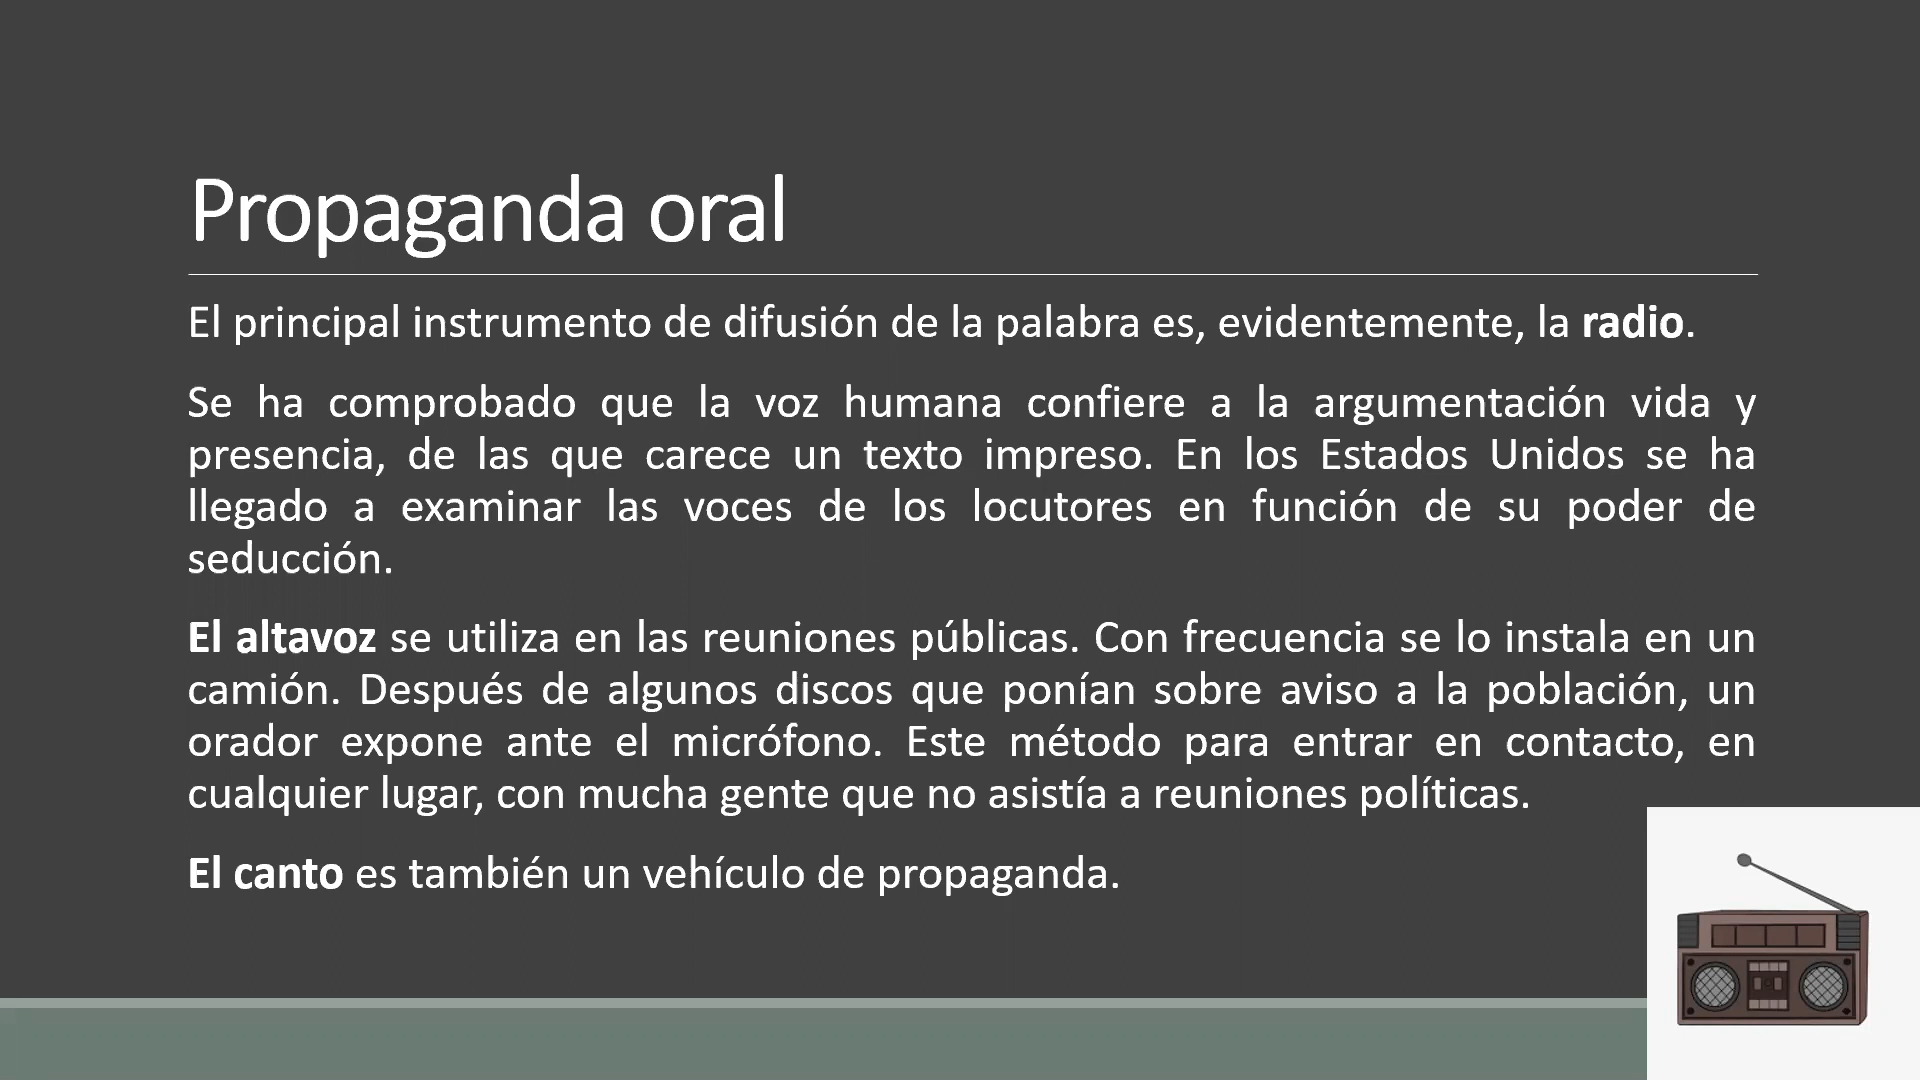 Propaganda oral
El principal instrumento de difusión de la palabra es, evidentemente, la radio.
Se ha comprobado que la voz humana confiere a la argumentación vida y
presencia, de las que carece un texto impreso. En los Estados Unidos se ha
llegado a examinar las voces de los locutores en función de su poder de
seducción.
El altavoz se utiliza en las reuniones públicas. Con frecuencia se lo instala en un
camión. Después de algunos discos que ponían sobre aviso a la población, un
orador expone ante el micrófono. Este método para entrar en contacto, en
cualquier lugar, con mucha gente que no asistía a reuniones políticas.
El canto es también un vehículo de propaganda.